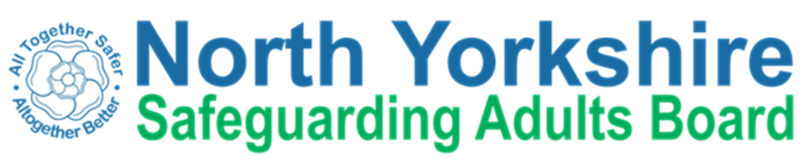 All Together Safer
Altogether Better
North Yorkshire
Safeguarding Adults Board